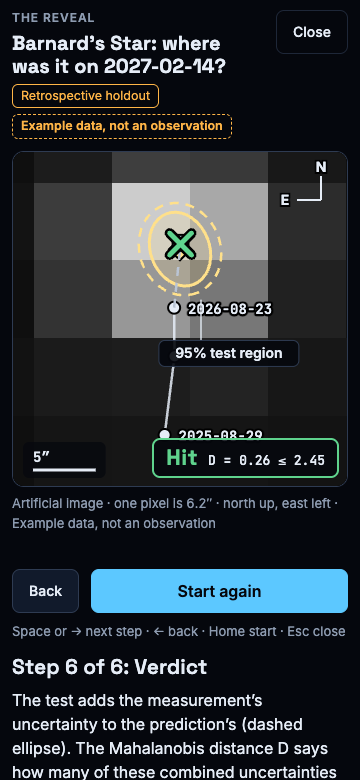 THE REVEAL
Close
Barnard's Star: where
was it on 2027-02-14?
Retrospective holdout
Example data, not an observation
N
E
2026-08-23
95% test region
2025-08-29
5″
Hit D = 0.26 ≤ 2.45
Artificial image · one pixel is 6.2″ · north up, east left ·
Example data, not an observation
Back
Start again
Space or → next step · ← back · Home start · Esc close
Step 6 of 6: Verdict
The test adds the measurement's
uncertainty to the prediction's (dashed
ellipse). The Mahalanobis distance D says
how many of these combined uncertainties